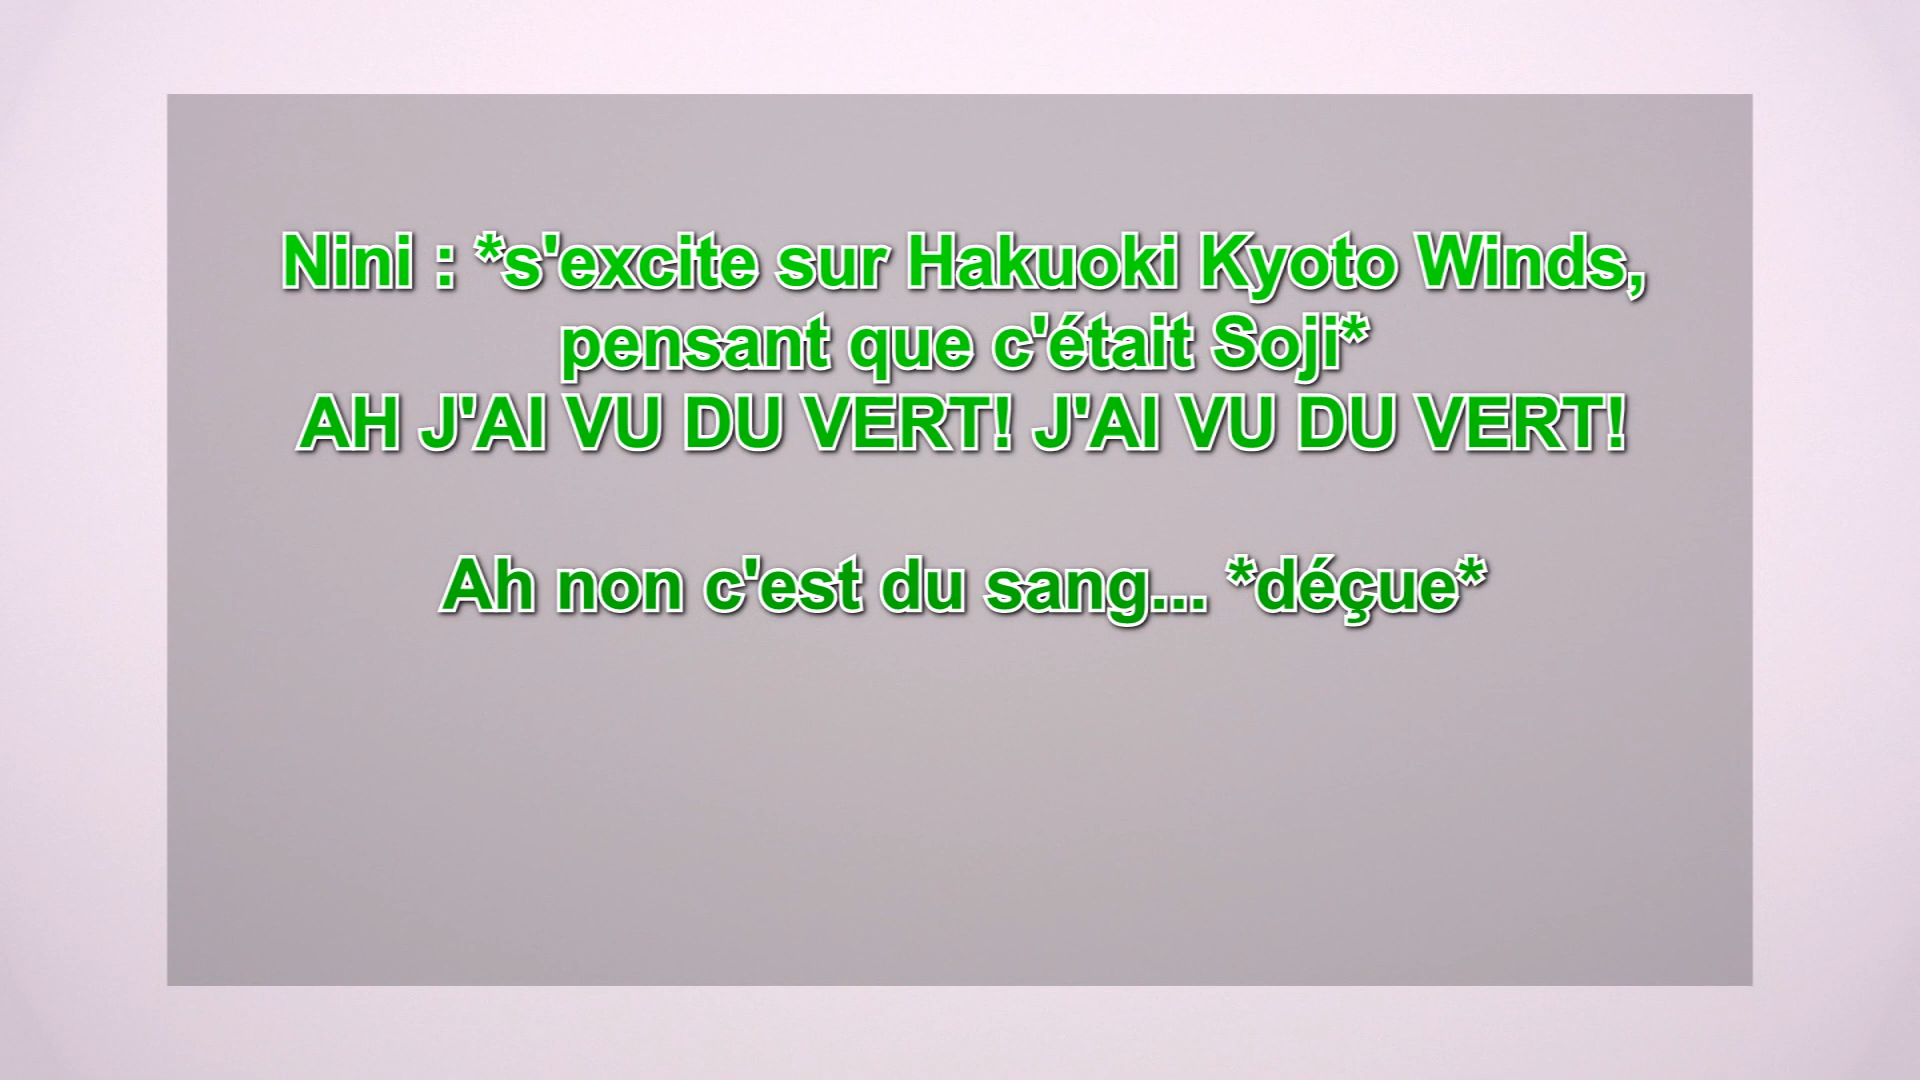 Nini : *s'excite sur Hakuoki Kyoto Winds,
pensant que c'était Soji*
AH J'AI VU DU VERT! J'AI VU DU VERT!
Ah non c'est du sang... *déçue*